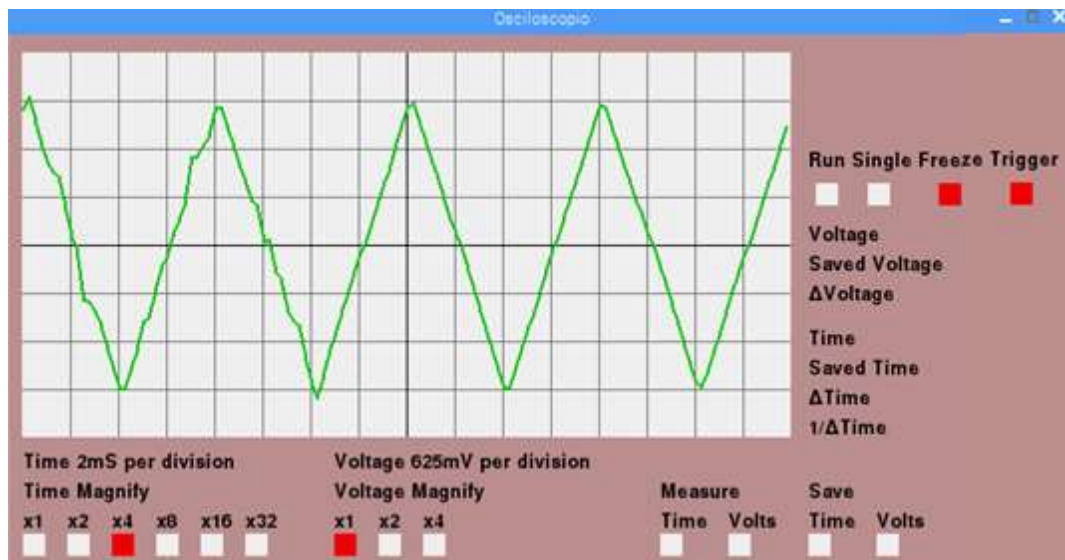 Osciloscopio
Run Single Freeze Trigger
Voltage
Saved Voltage
ΔVoltage
Time
Saved Time
ΔTime
1/ΔTime
Time 2mS per division
Voltage 625mV per division
Time Magnify
Voltage Magnify
Measure
Save
x1 x2 x4 x8 x16 x32
x1 x2 x4
Time Volts
Time Volts